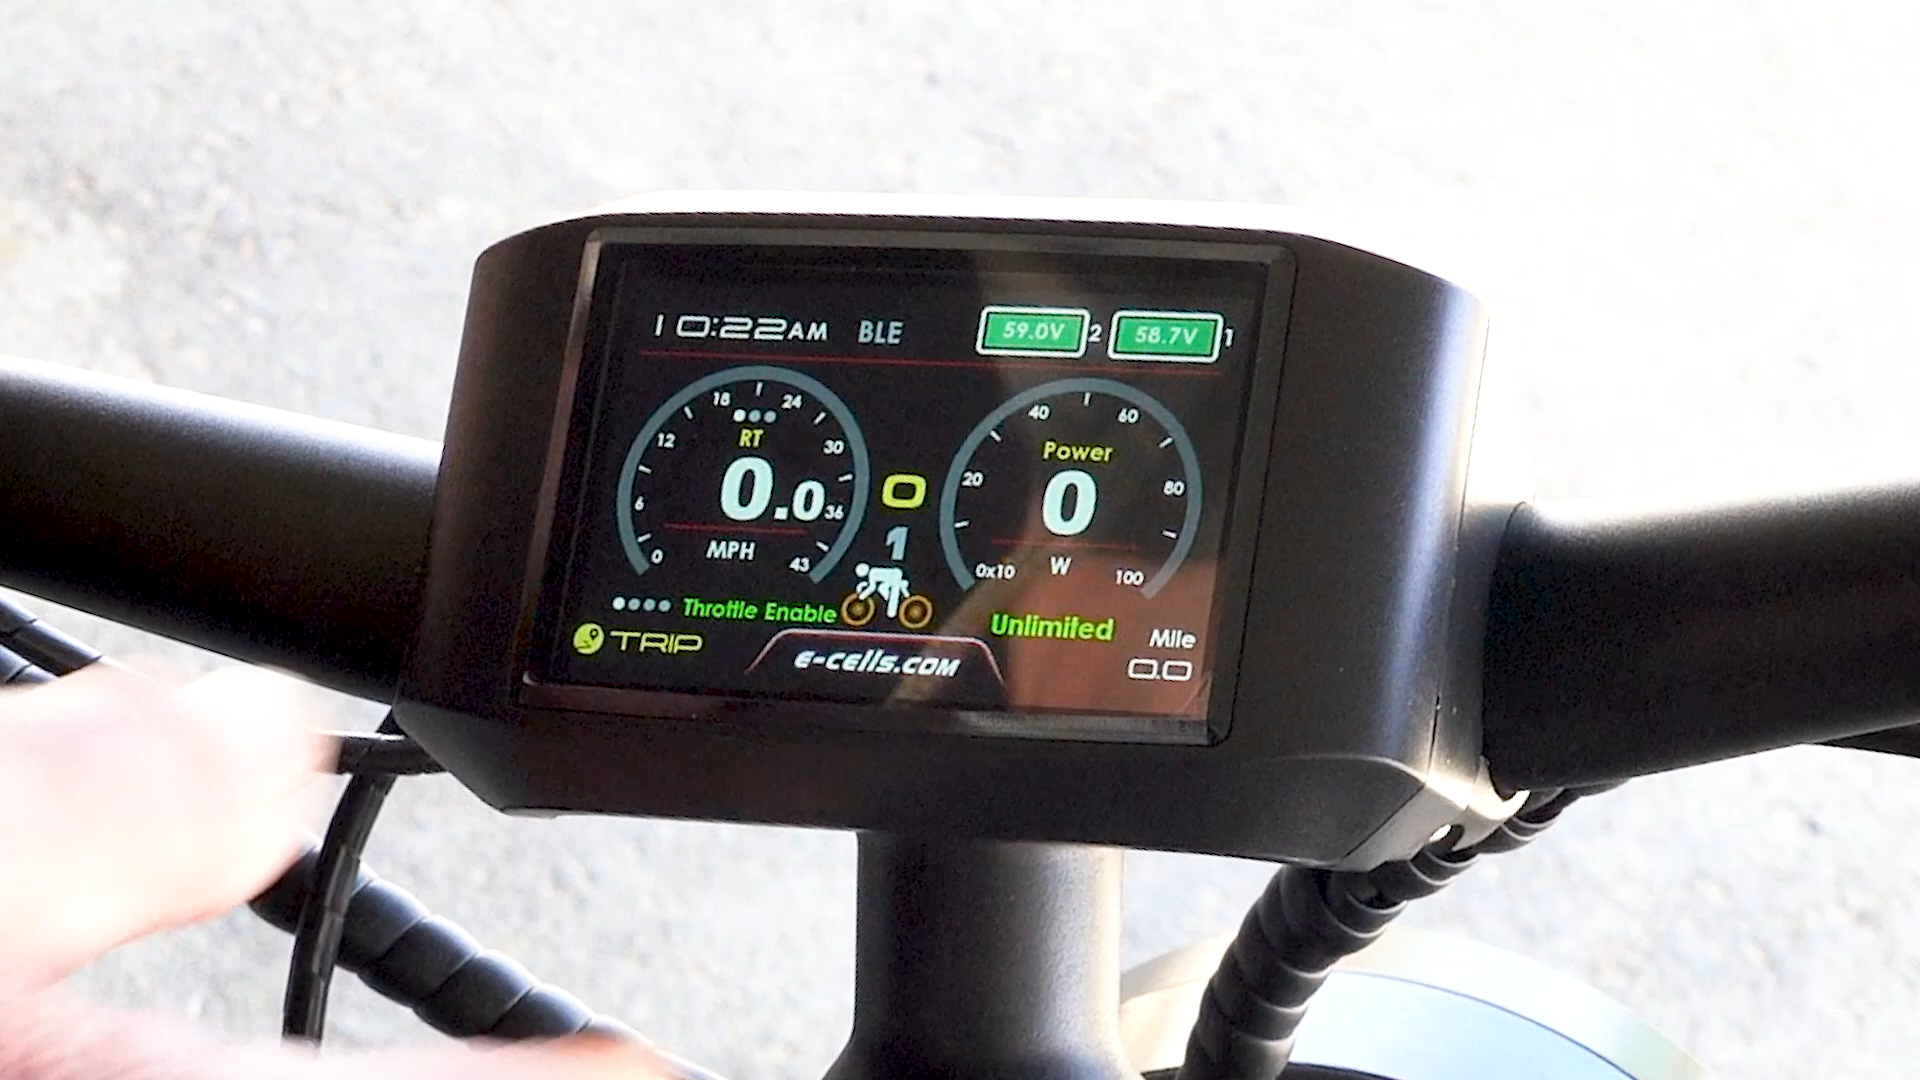 10:22AM BLE 59.0V 2 58.7V 1
18 24
12 RT 30
6 0.0 36
0 MPH 43
0
1
40 60
Power
20 0 80
0x10 W 100
Throttle Enable
Unlimited
TRIP
e-cells.com
Mile
0.0